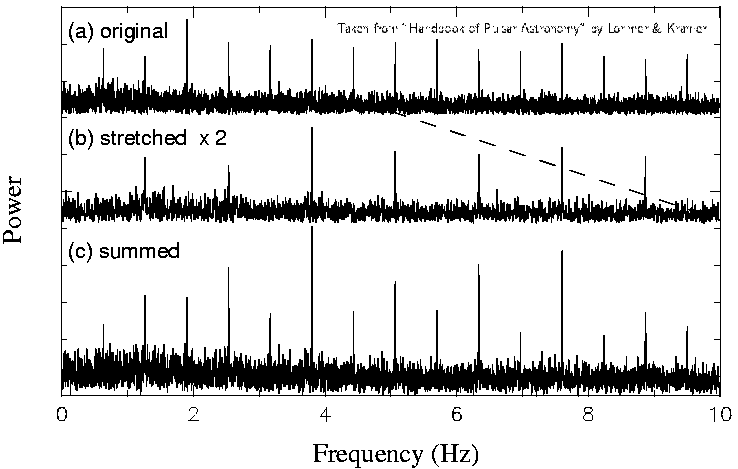 (a) original
Taken from "Handbook of Pulsar Astronomy" by Lorimer & Kramer
(b) stretched x 2
(c) summed
Power
0 2 4 6 8 10
Frequency (Hz)